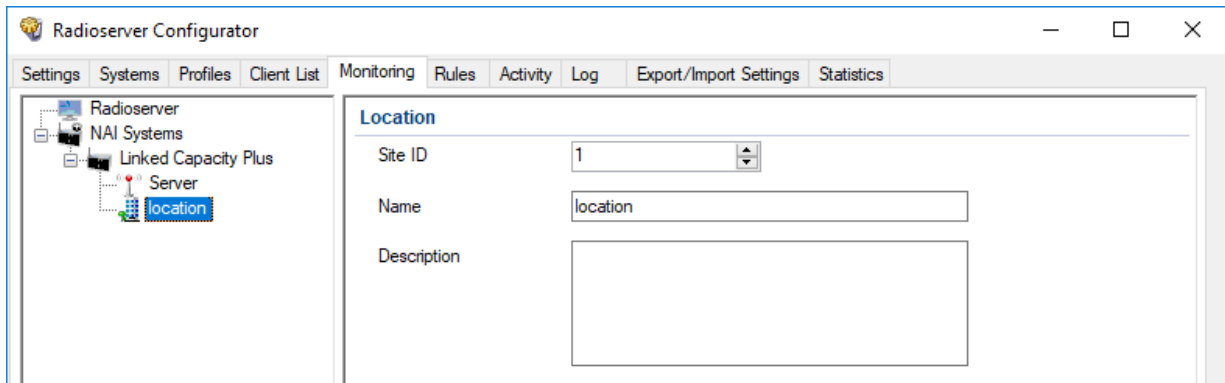 Radioserver Configurator
Settings Systems Profiles Client List Monitoring Rules Activity Log Export/Import Settings Statistics
Radioserver
NAI Systems
Linked Capacity Plus
Server
location
Location
Site ID 1
Name location
Description